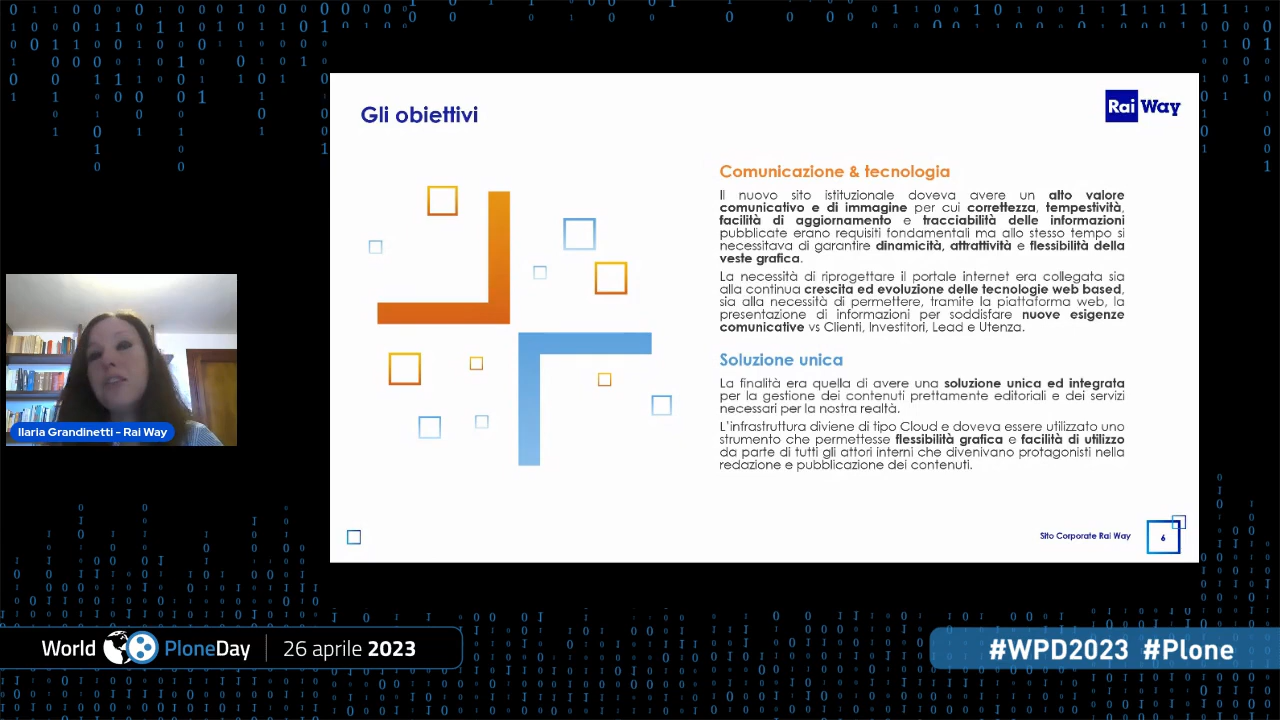 Gli obiettivi
Rai Way
Comunicazione & tecnologia
Il nuovo sito istituzionale doveva avere un alto valore
comunicativo e di immagine per cui correttezza, tempestività,
facilità di aggiornamento e tracciabilità delle informazioni
pubblicate erano requisiti fondamentali ma allo stesso tempo si
necessitava di garantire dinamicità, attrattività e flessibilità della
veste grafica.
La necessità di riprogettare il portale internet era collegata sia
alla continua crescita ed evoluzione delle tecnologie web based,
sia alla necessità di permettere, tramite la piattaforma web, la
presentazione di informazioni per soddisfare nuove esigenze
comunicative vs Clienti, Investitori, Lead e Utenza.
Soluzione unica
La finalità era quella di avere una soluzione unica ed integrata
per la gestione dei contenuti prettamente editoriali e dei servizi
necessari per la nostra realtà.
L'infrastruttura diviene di tipo Cloud e doveva essere utilizzato uno
strumento che permettesse flessibilità grafica e facilità di utilizzo
da parte di tutti gli attori interni che divenivano protagonisti nella
redazione e pubblicazione dei contenuti.
Sito Corporate Rai Way
6
Ilaria Grandinetti - Rai Way
World PloneDay
26 aprile 2023
#WPD2023 #Plone